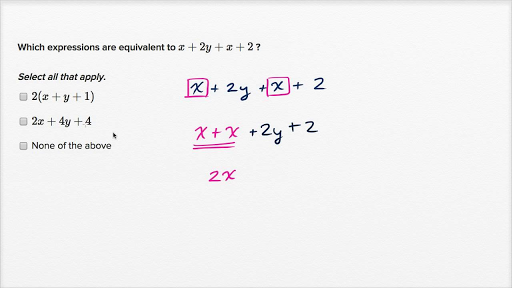 Which expressions are equivalent to x + 2y + x + 2 ?
Select all that apply.
2(x + y + 1)
2x + 4y + 4
None of the above
x + 2y + x + 2
x + x + 2y + 2
2x